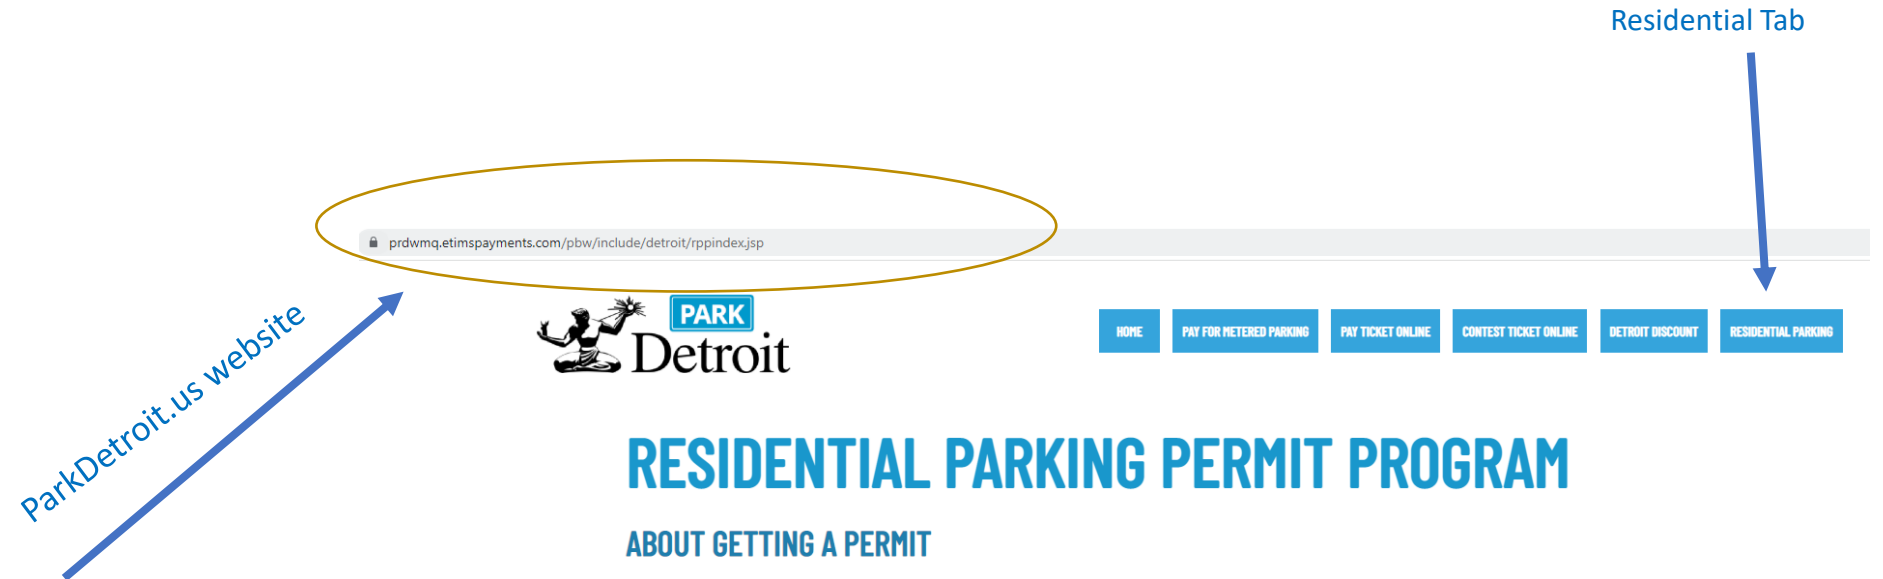 Residential Tab
prdwmq.etimspayments.com/pbw/include/detroit/rppindex.jsp
ParkDetroit.us website
PARK
Detroit
HOME
PAY FOR METERED PARKING
PAY TICKET ONLINE
CONTEST TICKET ONLINE
DETROIT DISCOUNT
RESIDENTIAL PARKING
RESIDENTIAL PARKING PERMIT PROGRAM
ABOUT GETTING A PERMIT